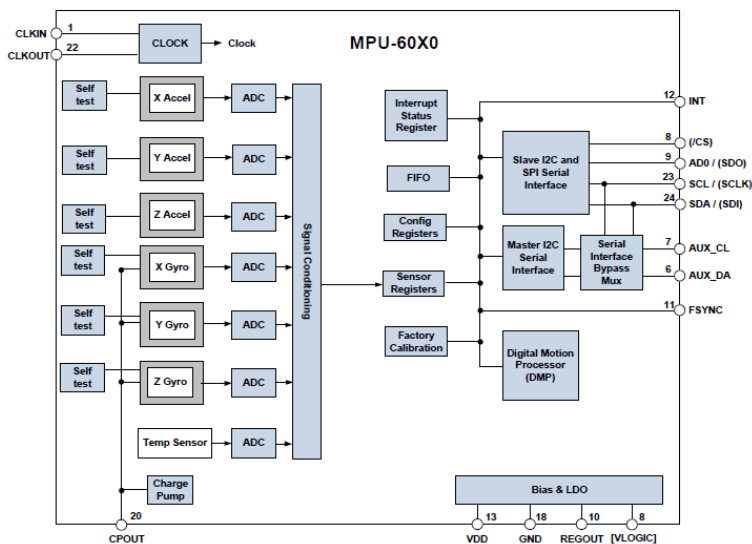 CLKIN
1
CLKOUT
22
CLOCK
Clock
MPU-60X0
Self
test
X Accel
ADC
Self
test
Y Accel
ADC
Self
test
Z Accel
ADC
Self
test
X Gyro
ADC
Self
test
Y Gyro
ADC
Self
test
Z Gyro
ADC
Temp Sensor
ADC
Charge
Pump
20
CPOUT
Signal Conditioning
Interrupt
Status
Register
FIFO
Config
Registers
Sensor
Registers
Factory
Calibration
Slave I2C and
SPI Serial
Interface
Master I2C
Serial
Interface
Serial
Interface
Bypass
Mux
Digital Motion
Processor
(DMP)
12
INT
8
(/CS)
9
AD0 / (SDO)
23
SCL / (SCLK)
24
SDA / (SDI)
7
AUX_CL
6
AUX_DA
11
FSYNC
Bias & LDO
13
18
10
8
VDD
GND
REGOUT
[VLOGIC]